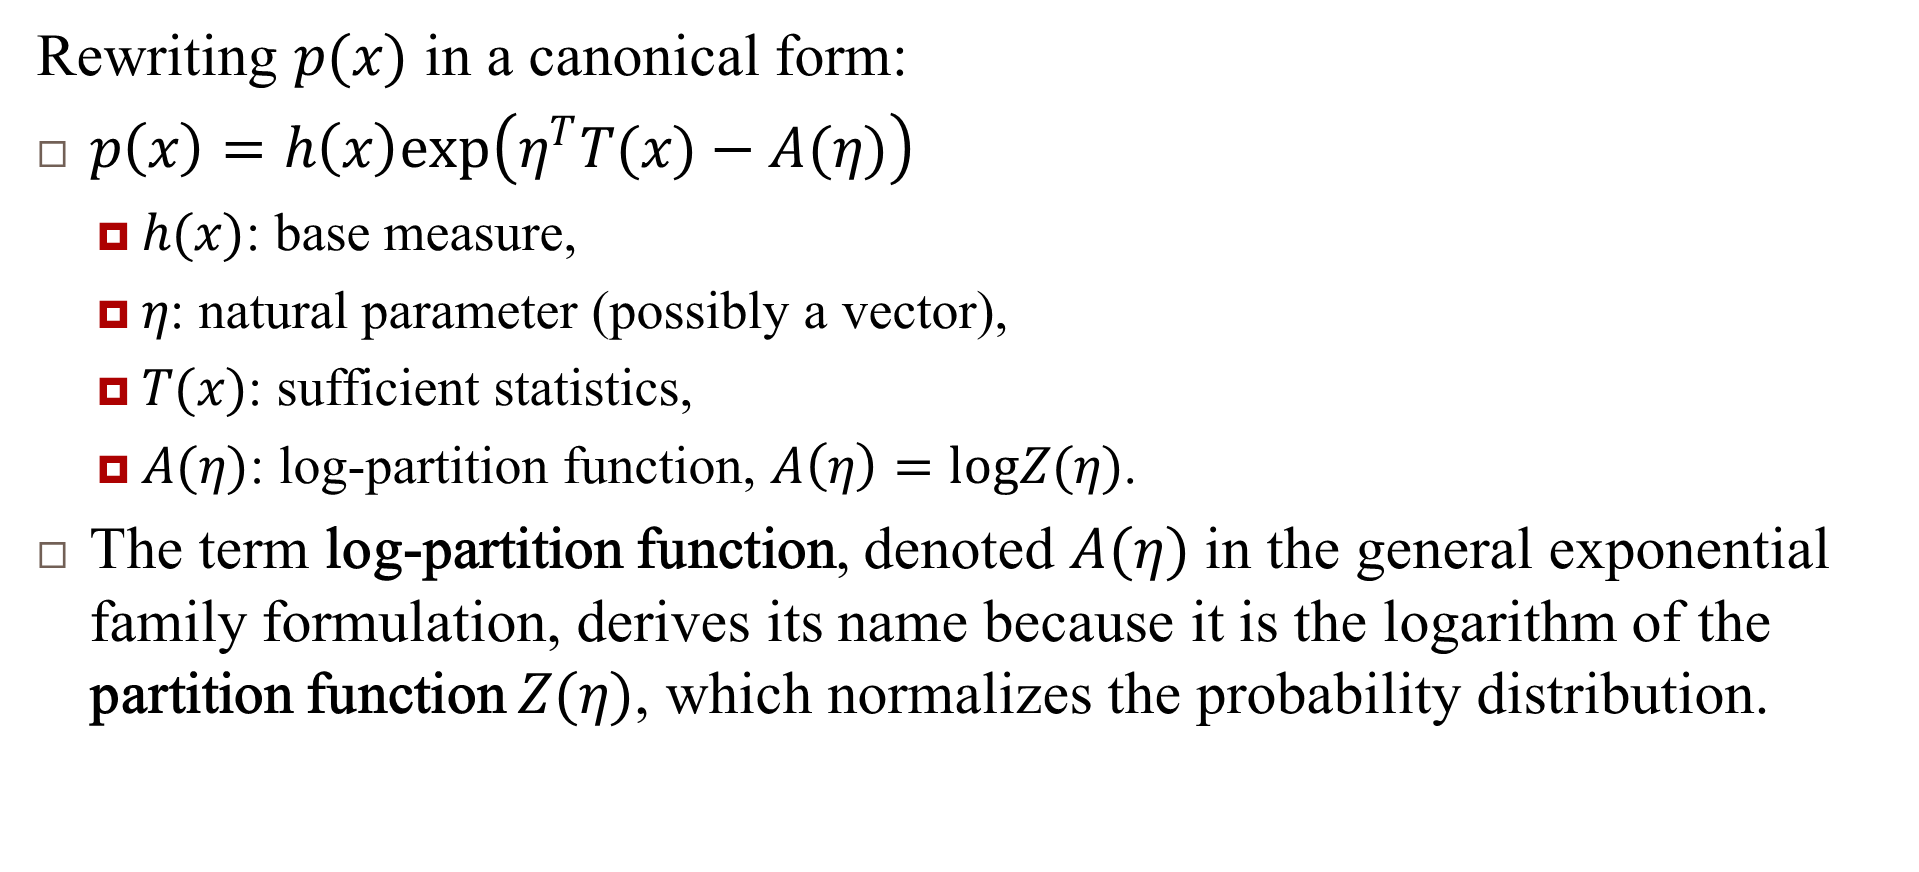 Rewriting p(x) in a canonical form:
□ p(x) = h(x)exp(η^T T(x) − A(η))
h(x): base measure,
η: natural parameter (possibly a vector),
T(x): sufficient statistics,
A(η): log-partition function, A(η) = logZ(η).
□ The term log-partition function, denoted A(η) in the general exponential
family formulation, derives its name because it is the logarithm of the
partition function Z(η), which normalizes the probability distribution.